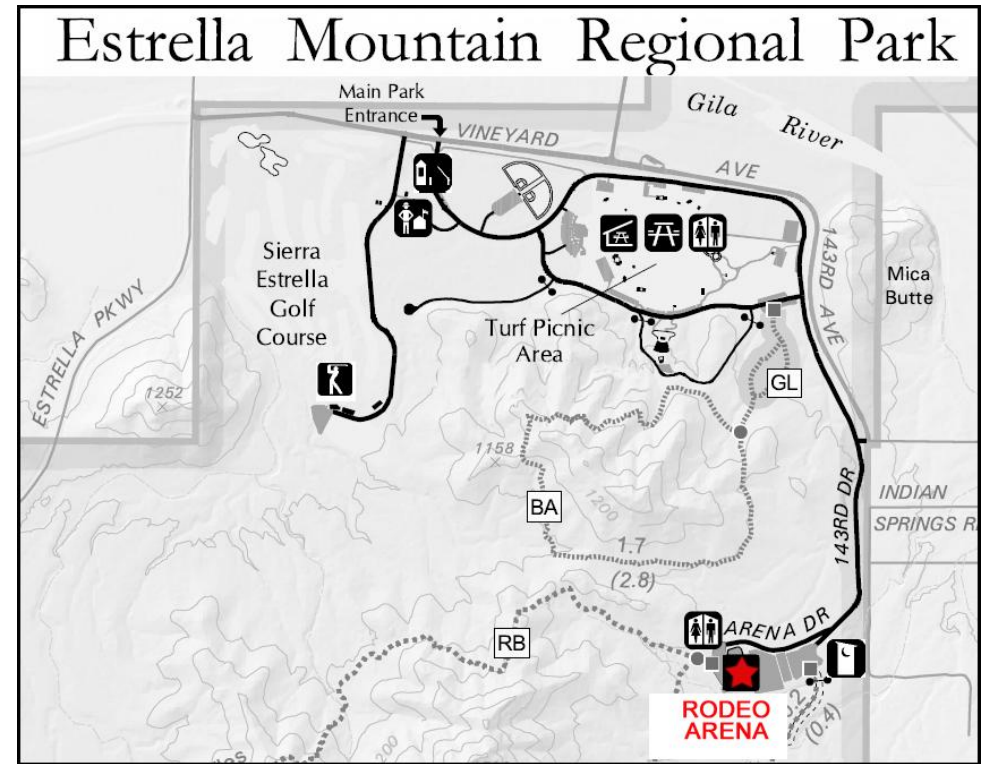 Estrella Mountain Regional Park
Main Park
Entrance
VINEYARD
AVE
Gila
River
143RD AVE
Mica
Butte
Sierra
Estrella
Golf
Course
ESTRELLA PKWY
1252
Turf Picnic
Area
GL
1158
1200
BA
1.7
(2.8)
143RD DR
INDIAN
SPRINGS R
RB
ARENA DR
RODEO
ARENA
0.2
(0.4)